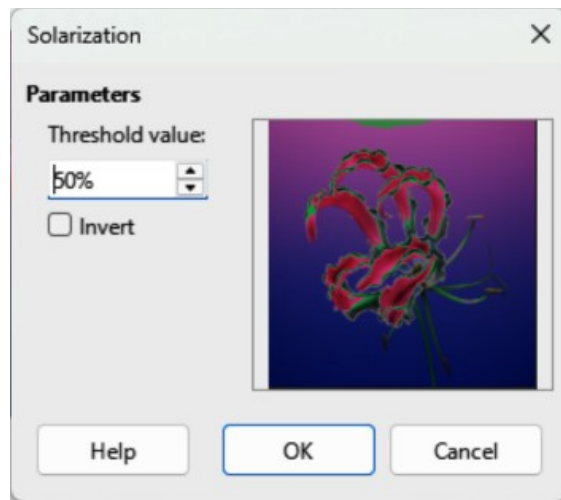 Solarization
Parameters
Threshold value:
50%
Invert
Help
OK
Cancel